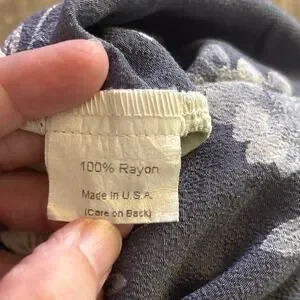 100% Rayon
Made in U.S.A.
(Care on Back)